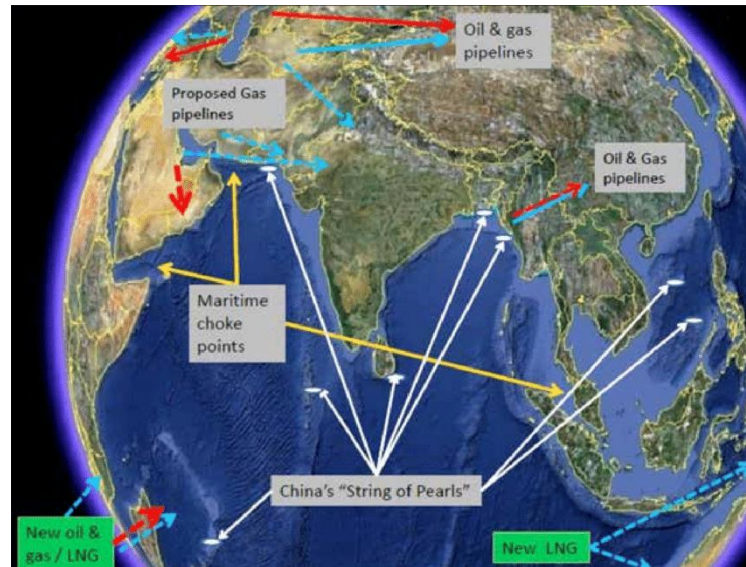 Oil & gas
pipelines
Proposed Gas
pipelines
Oil & Gas
pipelines
Maritime
choke
points
China's "String of Pearls"
New oil &
gas / LNG
New LNG